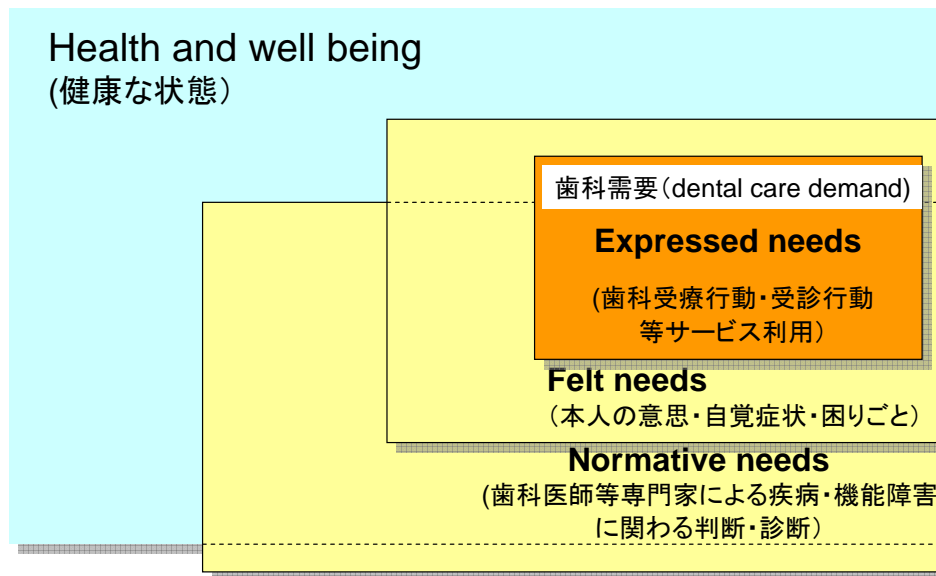 Health and well being
(健康な状態）
歯科需要（dental care demand)
Expressed needs
(歯科受療行動・受診行動
等サービス利用）
Felt needs
（本人の意思・自覚症状・困りごと）
Normative needs
(歯科医師等専門家による疾病・機能障害
に関わる判断・診断）